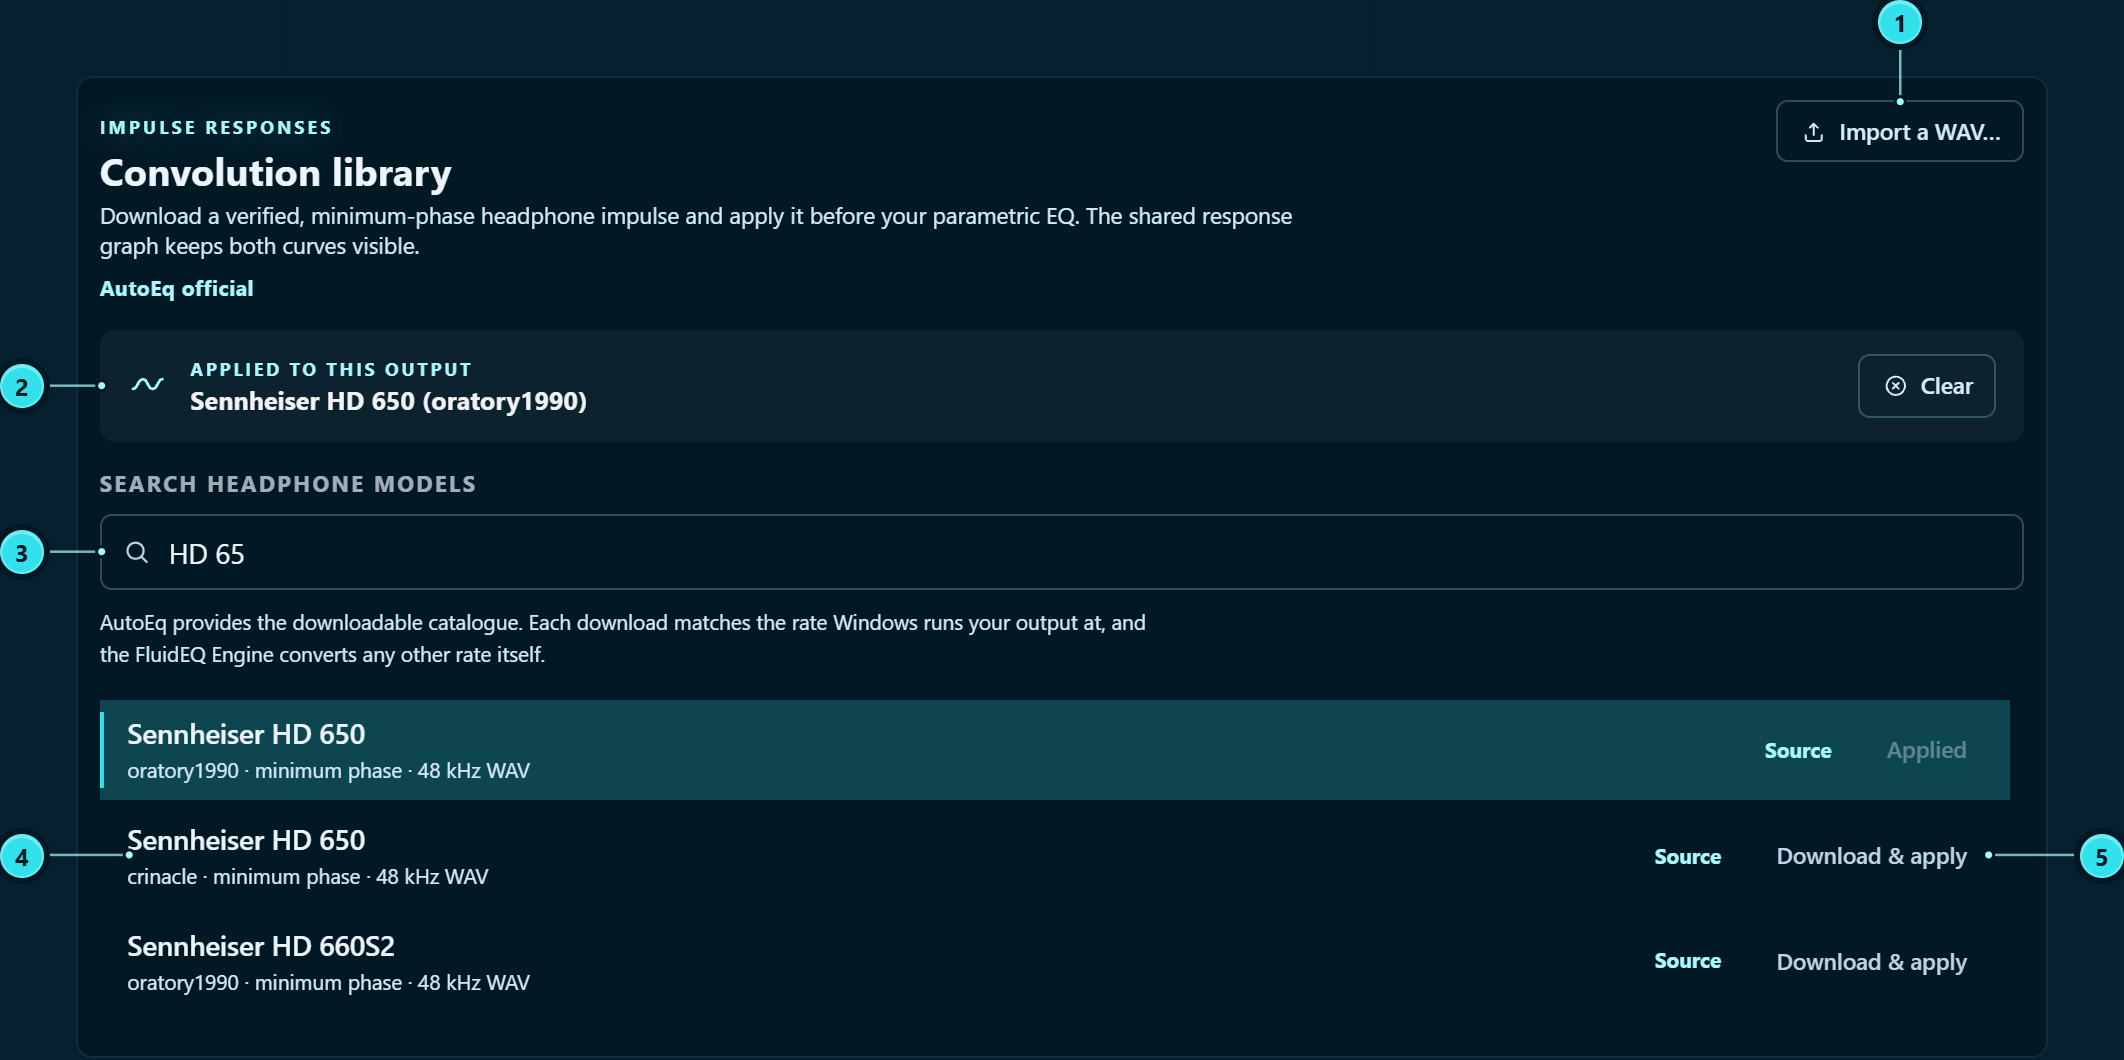 1
IMPULSE RESPONSES
Import a WAV...
Convolution library
Download a verified, minimum-phase headphone impulse and apply it before your parametric EQ. The shared response
graph keeps both curves visible.
AutoEq official
2
APPLIED TO THIS OUTPUT
Sennheiser HD 650 (oratory1990)
Clear
SEARCH HEADPHONE MODELS
3
HD 65
AutoEq provides the downloadable catalogue. Each download matches the rate Windows runs your output at, and
the FluidEQ Engine converts any other rate itself.
Sennheiser HD 650
oratory1990 · minimum phase · 48 kHz WAV
Source
Applied
4
Sennheiser HD 650
crinacle · minimum phase · 48 kHz WAV
Source
Download & apply
5
Sennheiser HD 660S2
oratory1990 · minimum phase · 48 kHz WAV
Source
Download & apply